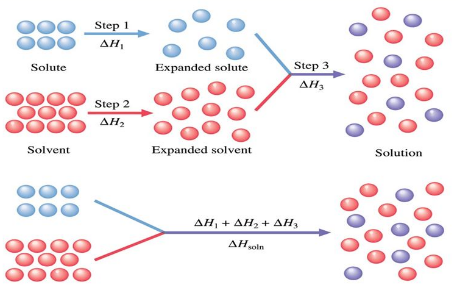 Step 1
ΔH₁
Solute
Expanded solute
Step 2
ΔH₂
Solvent
Expanded solvent
Step 3
ΔH₃
Solution
ΔH₁ + ΔH₂ + ΔH₃
ΔHsoln